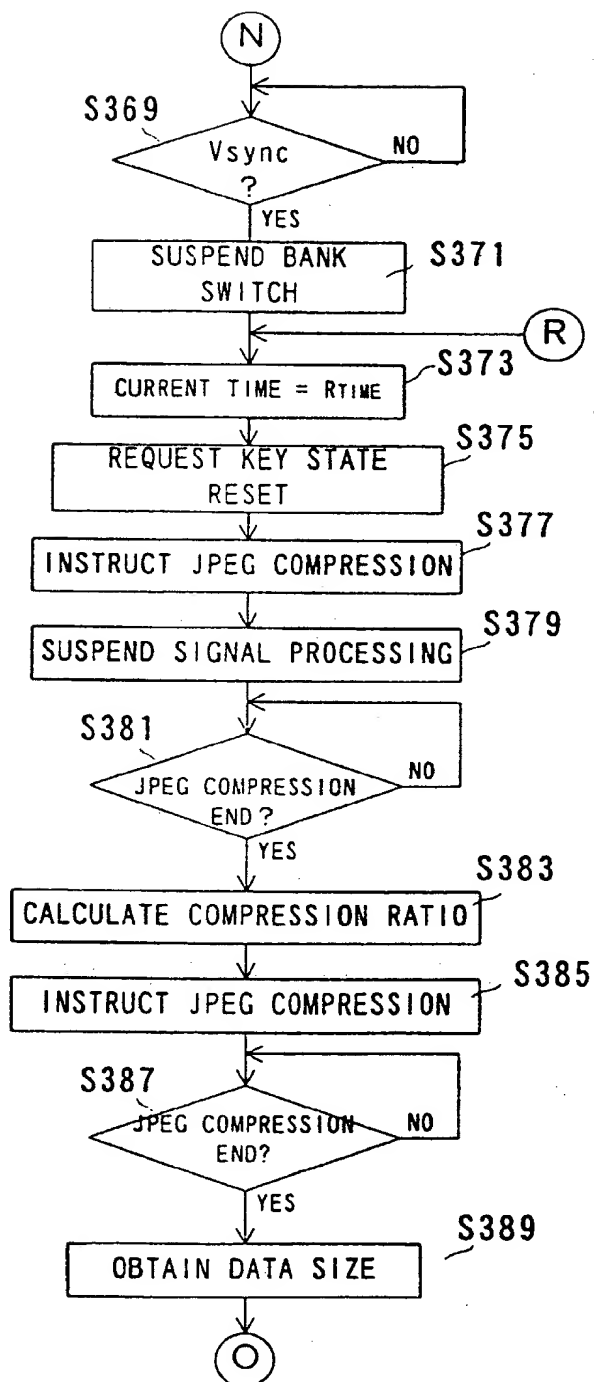 N
S369
Vsync
?
NO
YES
SUSPEND BANK
SWITCH
S371
R
S373
CURRENT TIME = RTIME
S375
REQUEST KEY STATE
RESET
S377
INSTRUCT JPEG COMPRESSION
S379
SUSPEND SIGNAL PROCESSING
S381
JPEG COMPRESSION
END?
NO
YES
S383
CALCULATE COMPRESSION RATIO
S385
INSTRUCT JPEG COMPRESSION
S387
JPEG COMPRESSION
END?
NO
YES
S389
OBTAIN DATA SIZE
O